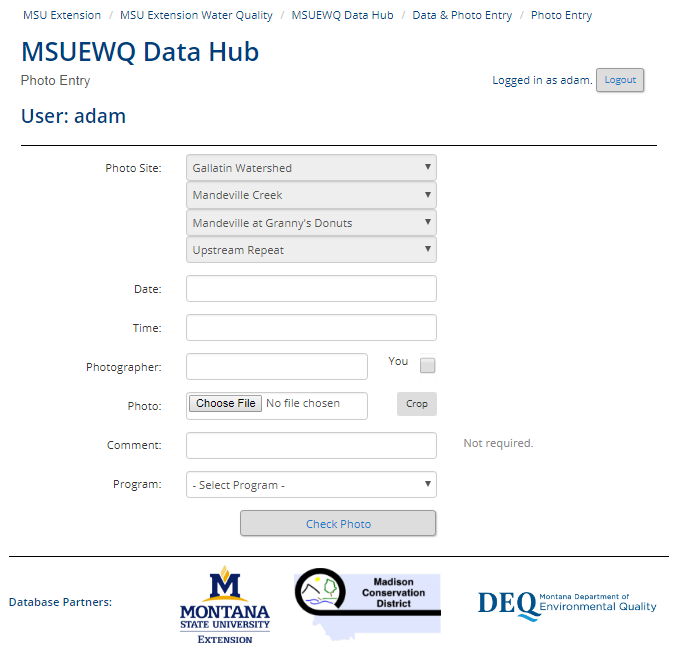 MSU Extension / MSU Extension Water Quality / MSUEWQ Data Hub / Data & Photo Entry / Photo Entry
MSUEWQ Data Hub
Photo Entry
Logged in as adam. Logout
User: adam
Photo Site: Gallatin Watershed
Mandeville Creek
Mandeville at Granny's Donuts
Upstream Repeat
Date:
Time:
Photographer: You
Photo: Choose File No file chosen Crop
Comment: Not required.
Program: - Select Program -
Check Photo
Database Partners:
M
MONTANA
STATE UNIVERSITY
EXTENSION
Madison
Conservation
District
DEQ Montana Department of
Environmental Quality